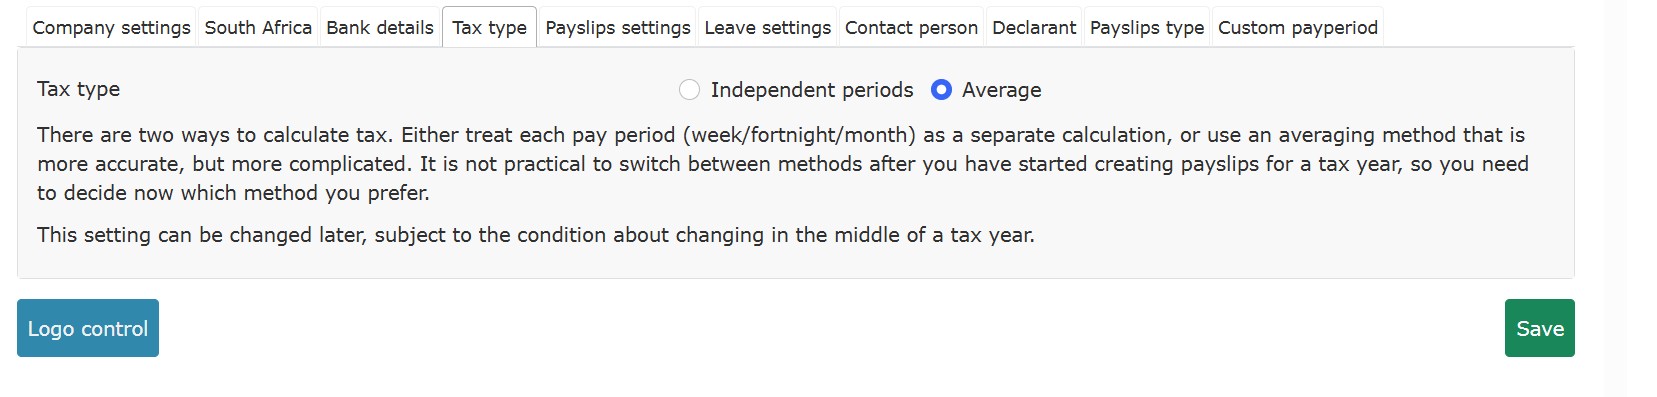 Company settings South Africa Bank details Tax type Payslips settings Leave settings Contact person Declarant Payslips type Custom payperiod
Tax type Independent periods Average
There are two ways to calculate tax. Either treat each pay period (week/fortnight/month) as a separate calculation, or use an averaging method that is
more accurate, but more complicated. It is not practical to switch between methods after you have started creating payslips for a tax year, so you need
to decide now which method you prefer.
This setting can be changed later, subject to the condition about changing in the middle of a tax year.
Logo control Save